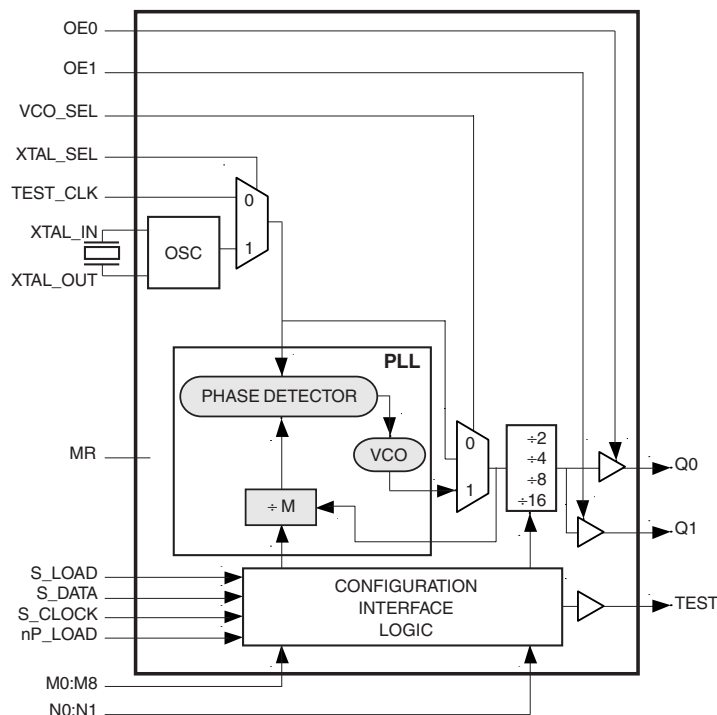 OE0
OE1
VCO_SEL
XTAL_SEL
TEST_CLK
0
XTAL_IN
OSC
1
XTAL_OUT
PLL
PHASE DETECTOR
VCO
0
1
÷2
÷4
÷8
÷16
MR
Q0
÷ M
Q1
S_LOAD
S_DATA
S_CLOCK
nP_LOAD
CONFIGURATION
INTERFACE
LOGIC
TEST
M0:M8
N0:N1